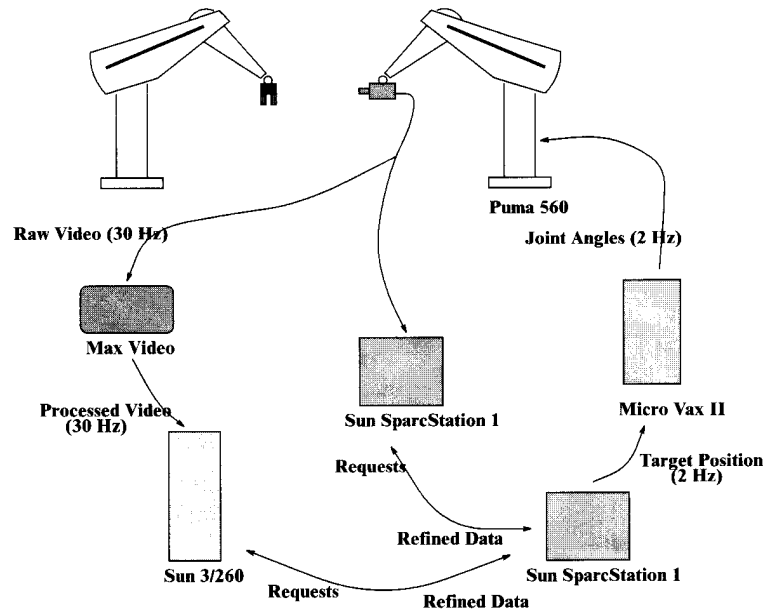 Puma 560
Raw Video (30 Hz)
Joint Angles (2 Hz)
Max Video
Processed Video
(30 Hz)
Sun SparcStation 1
Micro Vax II
Requests
Target Position
(2 Hz)
Refined Data
Sun 3/260
Sun SparcStation 1
Requests
Refined Data